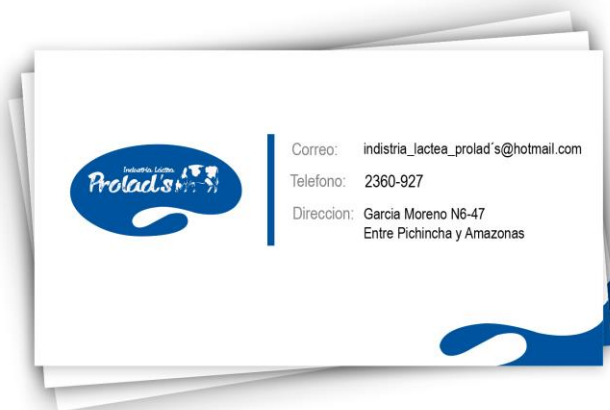 Industria Láctea
Prolad's
Correo: indistria_lactea_prolad´s@hotmail.com
Telefono: 2360-927
Direccion: Garcia Moreno N6-47
Entre Pichincha y Amazonas